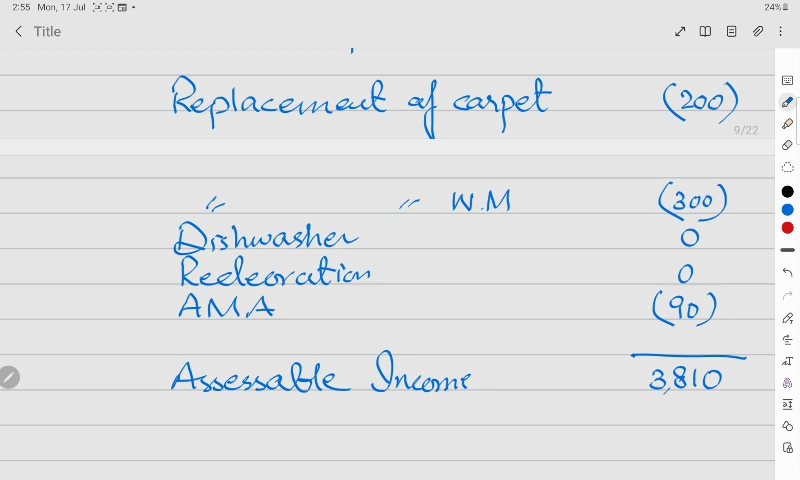 2:55 Mon, 17 Jul
24%
Title
Replacement of carpet (200)
9/22
〃 〃 W.M (300)
Dishwasher 0
Redecoration 0
AMA (90)
Assessable Income 3,810